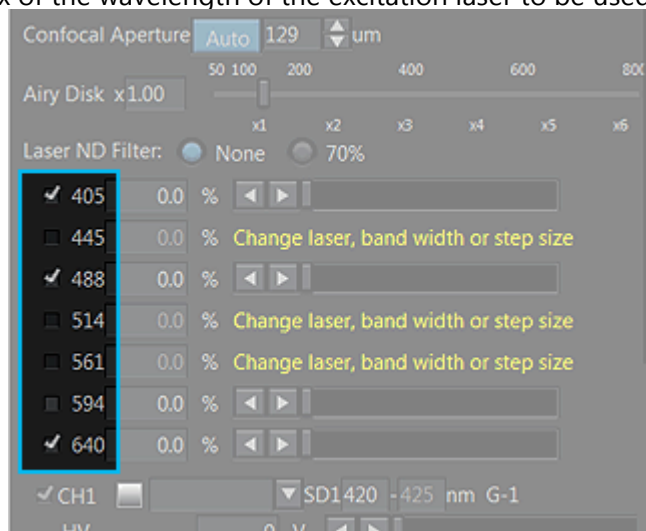 x of the wavelength of the excitation laser to be used
Confocal Aperture Auto 129 um
50 100 200 400 600 800
Airy Disk x1.00
x1 x2 x3 x4 x5 x6
Laser ND Filter: None 70%
405 0.0 %
445 0.0 % Change laser, band width or step size
488 0.0 %
514 0.0 % Change laser, band width or step size
561 0.0 % Change laser, band width or step size
594 0.0 %
640 0.0 %
CH1 SD1 420 - 425 nm G-1
HV 0 V